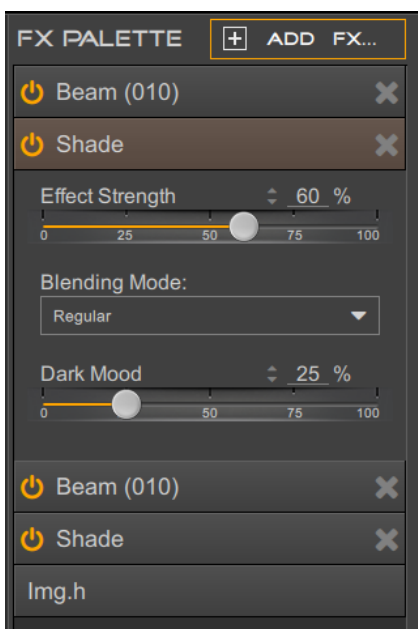 FX PALETTE + ADD FX...
Beam (010)
Shade
Effect Strength 60 %
0 25 50 75 100
Blending Mode:
Regular
Dark Mood 25 %
0 50 75 100
Beam (010)
Shade
Img.h